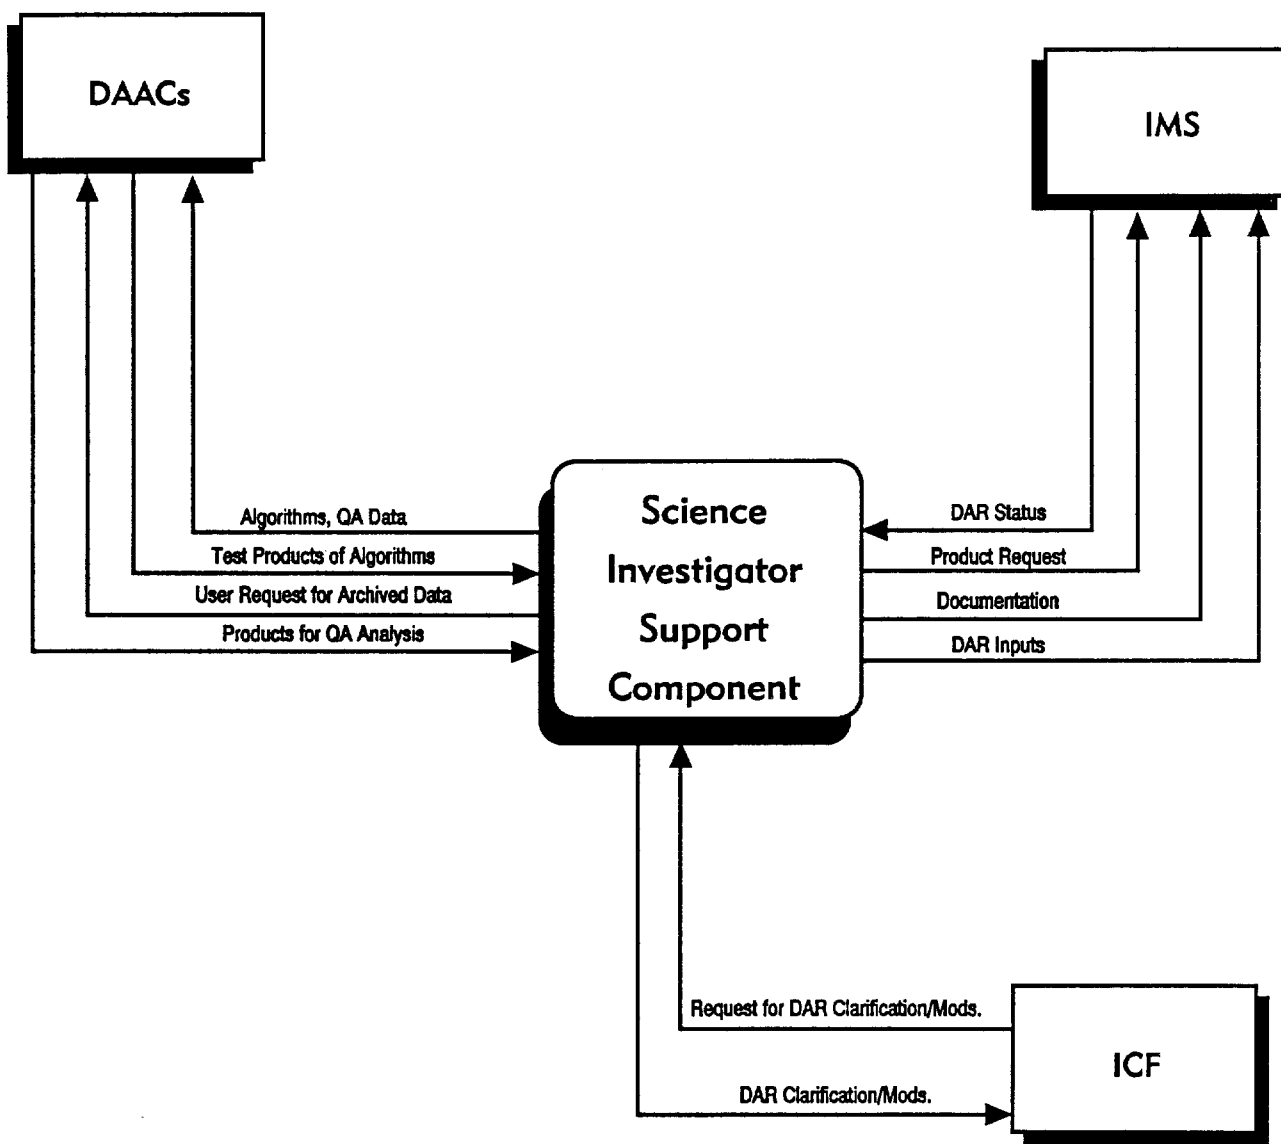 DAACs
IMS
Algorithms, QA Data
Test Products of Algorithms
User Request for Archived Data
Products for QA Analysis
Science
Investigator
Support
Component
DAR Status
Product Request
Documentation
DAR Inputs
Request for DAR Clarification/Mods.
DAR Clarification/Mods.
ICF